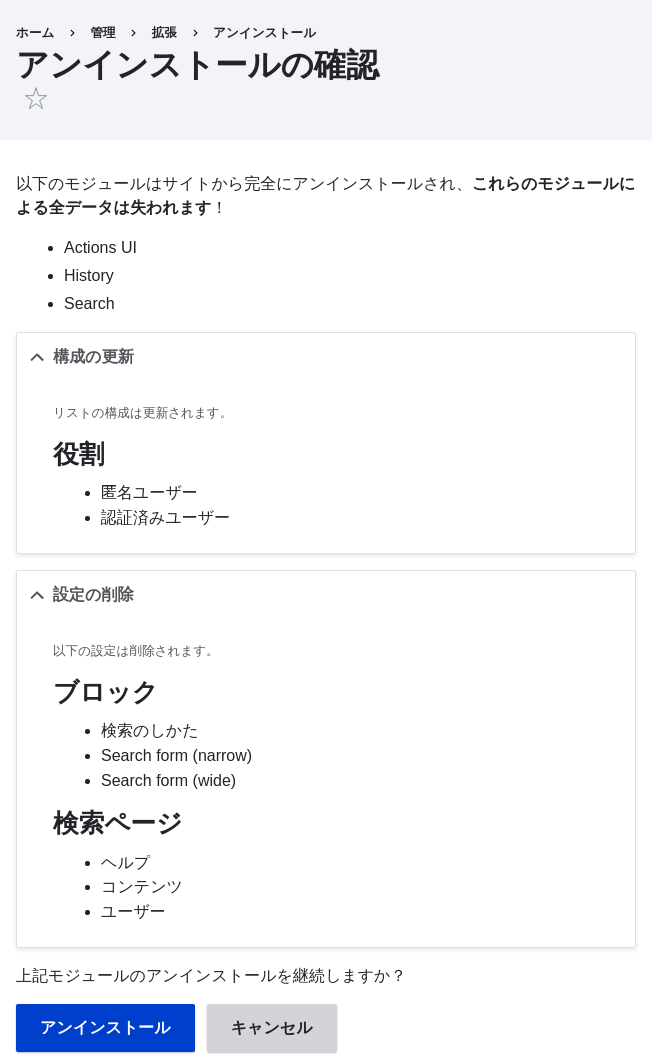 ホーム › 管理 › 拡張 › アンインストール
アンインストールの確認
以下のモジュールはサイトから完全にアンインストールされ、これらのモジュールに
よる全データは失われます！
Actions UI
History
Search
構成の更新
リストの構成は更新されます。
役割
匿名ユーザー
認証済みユーザー
設定の削除
以下の設定は削除されます。
ブロック
検索のしかた
Search form (narrow)
Search form (wide)
検索ページ
ヘルプ
コンテンツ
ユーザー
上記モジュールのアンインストールを継続しますか？
アンインストール キャンセル